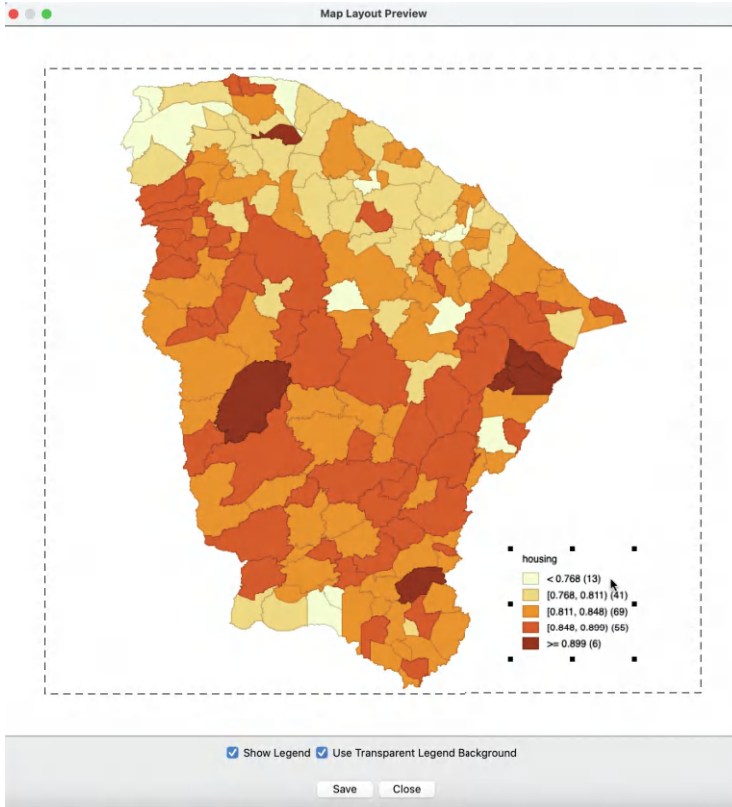 Map Layout Preview
housing
< 0.768 (13)
[0.768, 0.811) (41)
[0.811, 0.848) (69)
[0.848, 0.899) (55)
>= 0.899 (6)
Show Legend Use Transparent Legend Background
Save Close